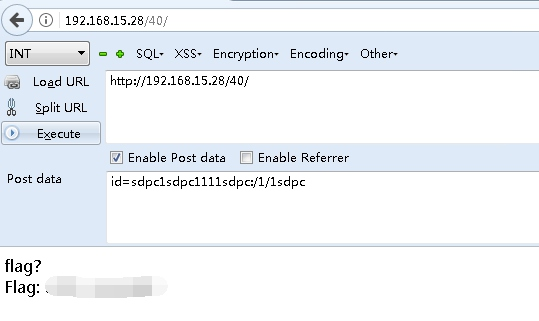 192.168.15.28/40/
INT SQL- XSS- Encryption- Encoding- Other-
Load URL http://192.168.15.28/40/
Split URL
Execute
Enable Post data Enable Referrer
Post data id=sdpc1sdpc1111sdpc:/1/1sdpc
flag?
Flag: